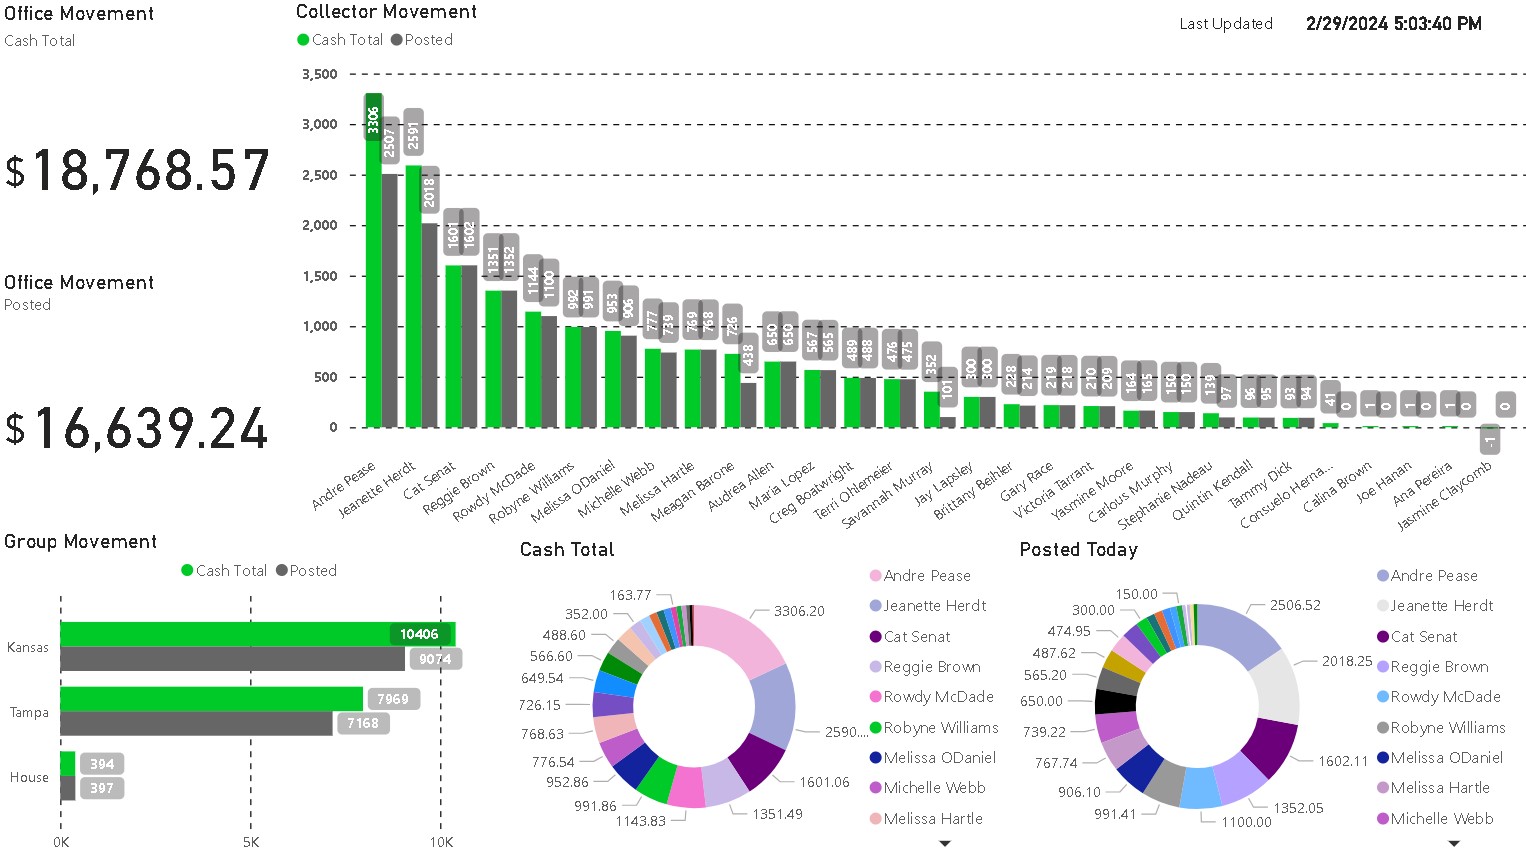 Office Movement
Cash Total
$18,768.57
Office Movement
Posted
$16,639.24
Collector Movement
Cash Total Posted
Last Updated 2/29/2024 5:03:40 PM
3,500
3,000
2,500
2,000
1,500
1,000
500
0
3306 2507
2591 2018
1601 1602
1351 1352
1144 1100
992 991
953 906
777 739
769 768
726 438
650 650
567 565
489 488
476 475
352 101
300 300
228 214
219 218
210 209
164 165
150 150
139 97
96 95
93 94
41 0
1 0
1 0
1 0
-1 0
Andre Pease
Jeanette Herdt
Cat Senat
Reggie Brown
Rowdy McDade
Robyne Williams
Melissa ODaniel
Michelle Webb
Melissa Hartle
Meagan Barone
Audrea Allen
Maria Lopez
Creg Boatwright
Terri Ohlemeier
Savannah Murray
Jay Lapsley
Brittany Beihler
Gary Race
Victoria Tarrant
Yasmine Moore
Carlous Murphy
Stephanie Nadeau
Quintin Kendall
Tammy Dick
Consuelo Herna...
Calina Brown
Joe Hanan
Ana Pereira
Jasmine Claycomb
Group Movement
Cash Total Posted
Kansas
10406
9074
Tampa
7969
7168
House
394
397
0K 5K 10K
Cash Total
3306.20
2590....
1601.06
1351.49
1143.83
991.86
952.86
776.54
768.63
726.15
649.54
566.60
488.60
352.00
163.77
Andre Pease
Jeanette Herdt
Cat Senat
Reggie Brown
Rowdy McDade
Robyne Williams
Melissa ODaniel
Michelle Webb
Melissa Hartle
Posted Today
2506.52
2018.25
1602.11
1352.05
1100.00
991.41
906.10
767.74
739.22
650.00
565.20
487.62
474.95
300.00
150.00
Andre Pease
Jeanette Herdt
Cat Senat
Reggie Brown
Rowdy McDade
Robyne Williams
Melissa ODaniel
Melissa Hartle
Michelle Webb